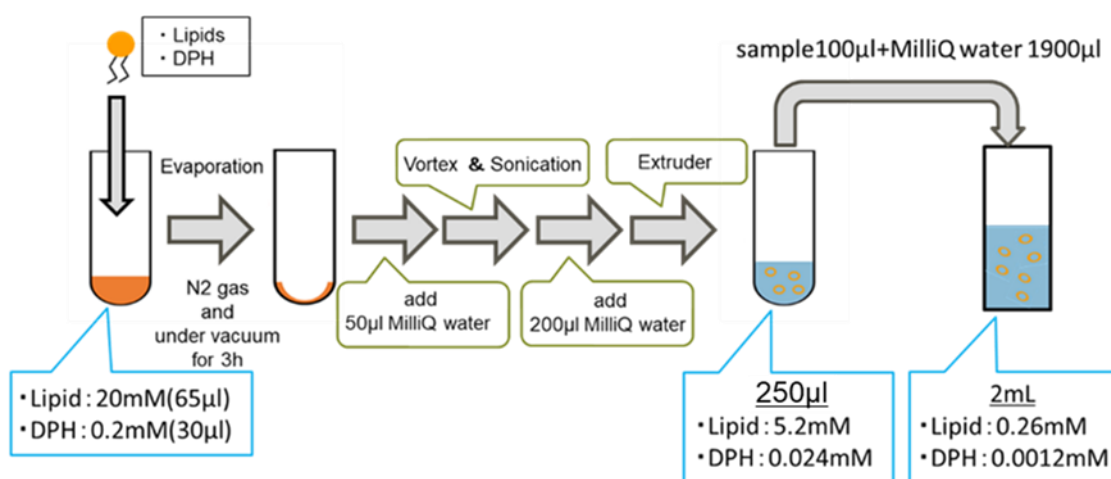 ・Lipids
・DPH
sample100μl+MilliQ water 1900μl
Evaporation
Vortex & Sonication
Extruder
N2 gas
and
under vacuum
for 3h
add
50μl MilliQ water
add
200μl MilliQ water
・Lipid：20mM(65μl)
・DPH：0.2mM(30μl)
250μl
・Lipid：5.2mM
・DPH：0.024mM
2mL
・Lipid：0.26mM
・DPH：0.0012mM